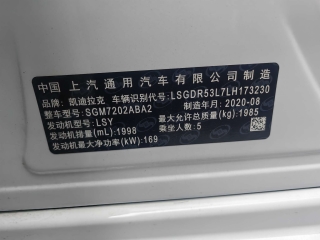 中国 上汽通用汽车有限公司制造
品牌：凯迪拉克 车辆识别代号：LSGDR53L7LH173230
整车型号：SGM7202ABA2 制造年月：2020-08
发动机型号：LSY 最大允许总质量(kg)：1985
发动机排量(mL)：1998 乘坐人数：5
发动机最大净功率(kW)：169